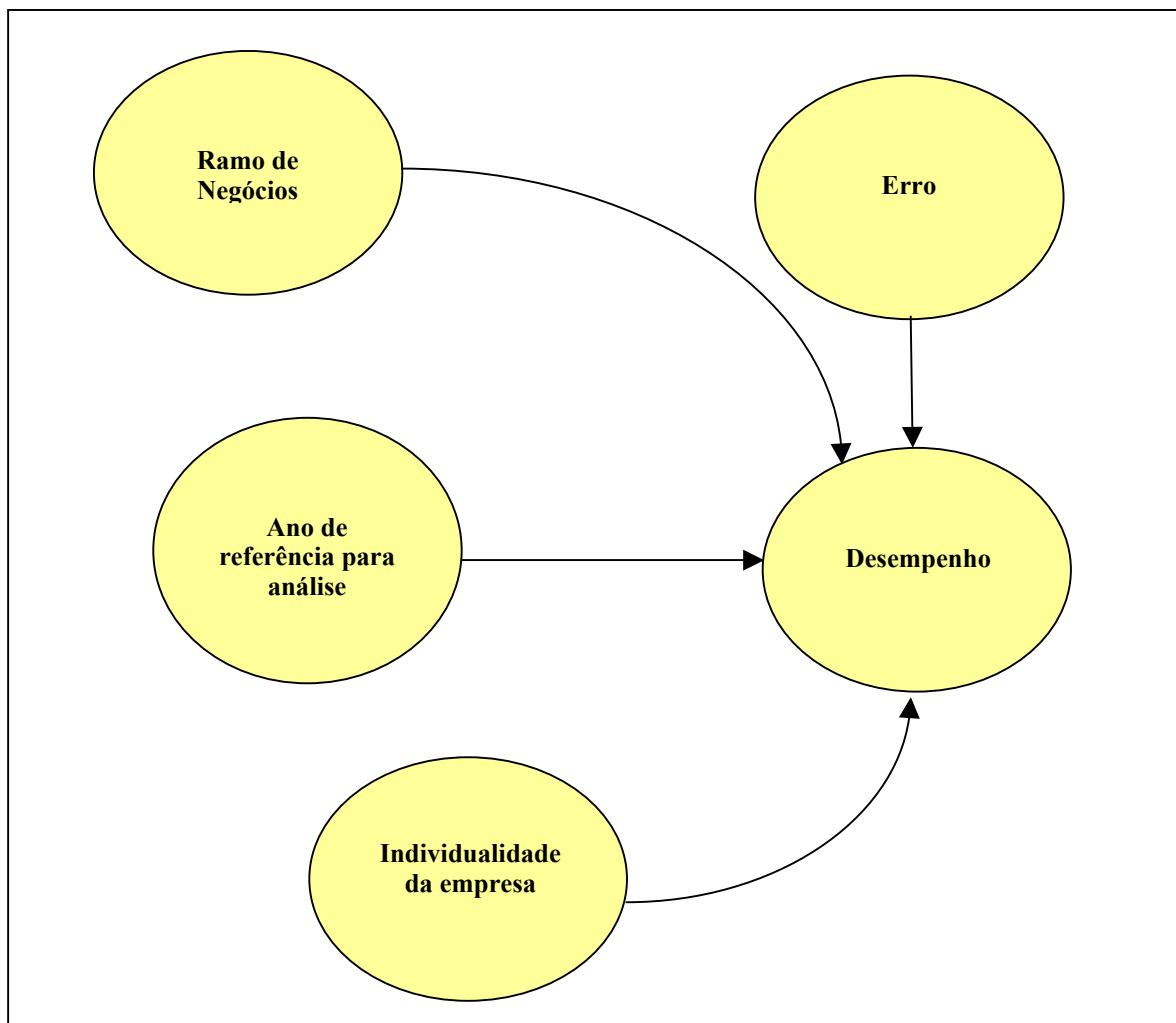 Ramo de
Negócios
Erro
Ano de
referência para
análise
Desempenho
Individualidade
da empresa